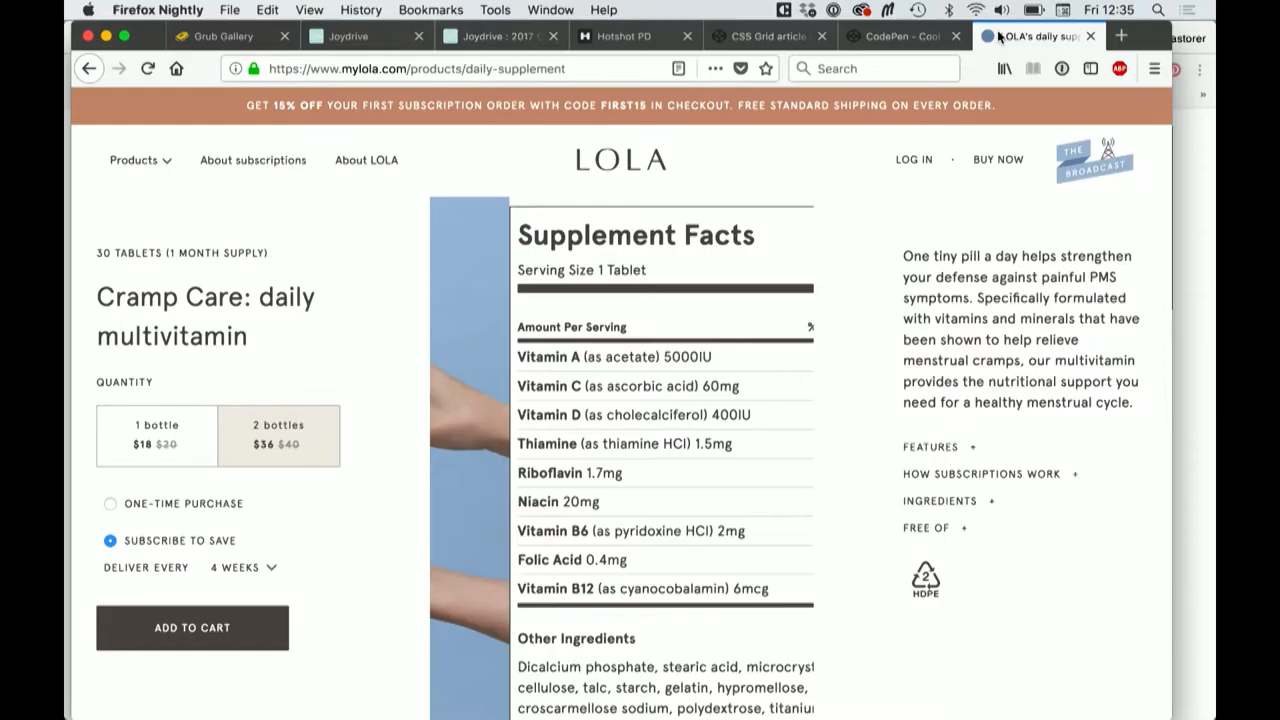 Firefox Nightly File Edit View History Bookmarks Tools Window Help Fri 12:35
Grub Gallery
Joydrive
Joydrive : 2017
Hotshot PD
CSS Grid article
CodePen - Cool
LOLA's daily sup
astorer
https://www.mylola.com/products/daily-supplement
Search
ABP
GET 15% OFF YOUR FIRST SUBSCRIPTION ORDER WITH CODE FIRST15 IN CHECKOUT. FREE STANDARD SHIPPING ON EVERY ORDER.
Products About subscriptions About LOLA
LOLA
LOG IN · BUY NOW
THE
BROADCAST
30 TABLETS (1 MONTH SUPPLY)
Cramp Care: daily
multivitamin
QUANTITY
1 bottle
$18 $20
2 bottles
$36 $40
ONE-TIME PURCHASE
SUBSCRIBE TO SAVE
DELIVER EVERY 4 WEEKS
ADD TO CART
Supplement Facts
Serving Size 1 Tablet
Amount Per Serving
Vitamin A (as acetate) 5000IU
Vitamin C (as ascorbic acid) 60mg
Vitamin D (as cholecalciferol) 400IU
Thiamine (as thiamine HCl) 1.5mg
Riboflavin 1.7mg
Niacin 20mg
Vitamin B6 (as pyridoxine HCl) 2mg
Folic Acid 0.4mg
Vitamin B12 (as cyanocobalamin) 6mcg
Other Ingredients
Dicalcium phosphate, stearic acid, microcryst
cellulose, talc, starch, gelatin, hypromellose,
croscarmellose sodium, polydextrose, titaniu
One tiny pill a day helps strengthen
your defense against painful PMS
symptoms. Specifically formulated
with vitamins and minerals that have
been shown to help relieve
menstrual cramps, our multivitamin
provides the nutritional support you
need for a healthy menstrual cycle.
FEATURES +
HOW SUBSCRIPTIONS WORK +
INGREDIENTS +
FREE OF +
2
HDPE